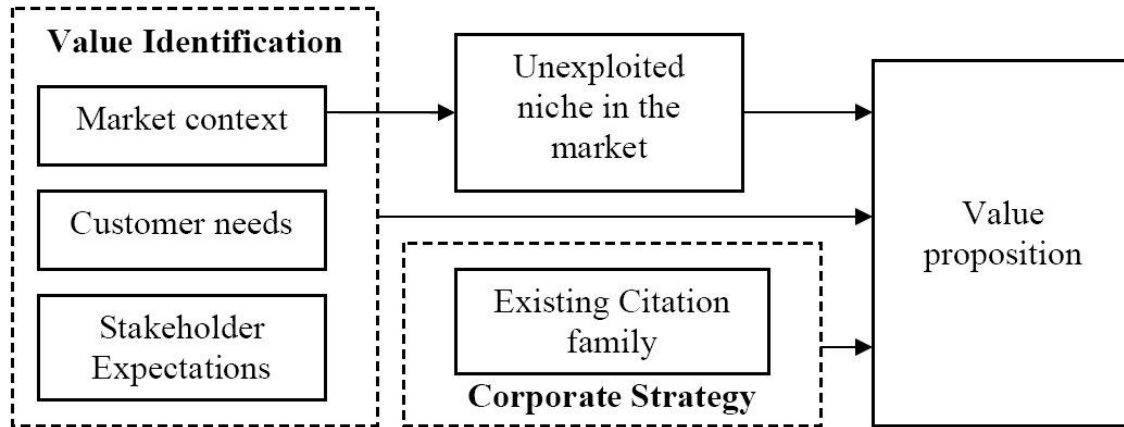 Value Identification
Market context
Customer needs
Stakeholder
Expectations
Unexploited
niche in the
market
Existing Citation
family
Corporate Strategy
Value
proposition